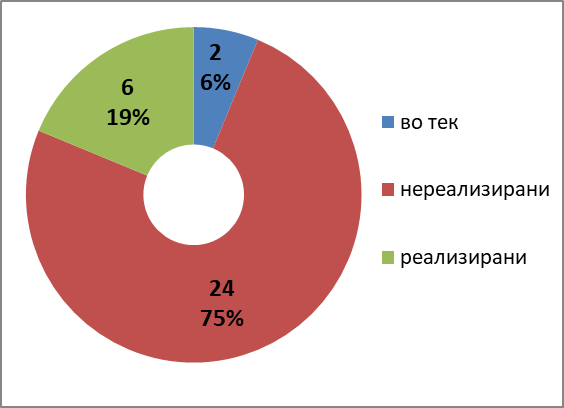 2
6%
6
19%
24
75%
во тек
нереализирани
реализирани